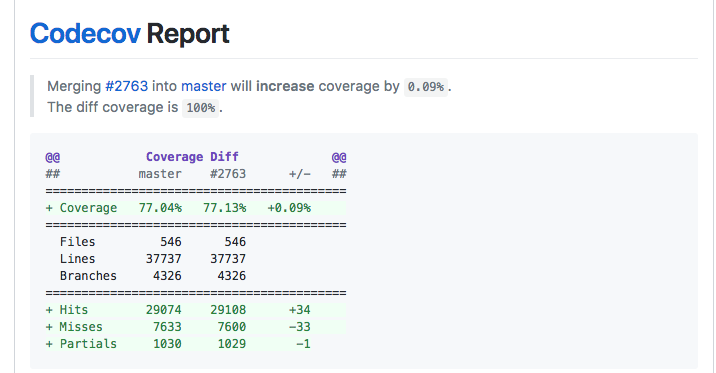 Codecov Report
Merging #2763 into master will increase coverage by 0.09%.
The diff coverage is 100%.
@@ Coverage Diff @@
## master #2763 +/- ##
==========================================
+ Coverage 77.04% 77.13% +0.09%
==========================================
Files 546 546
Lines 37737 37737
Branches 4326 4326
==========================================
+ Hits 29074 29108 +34
+ Misses 7633 7600 -33
+ Partials 1030 1029 -1